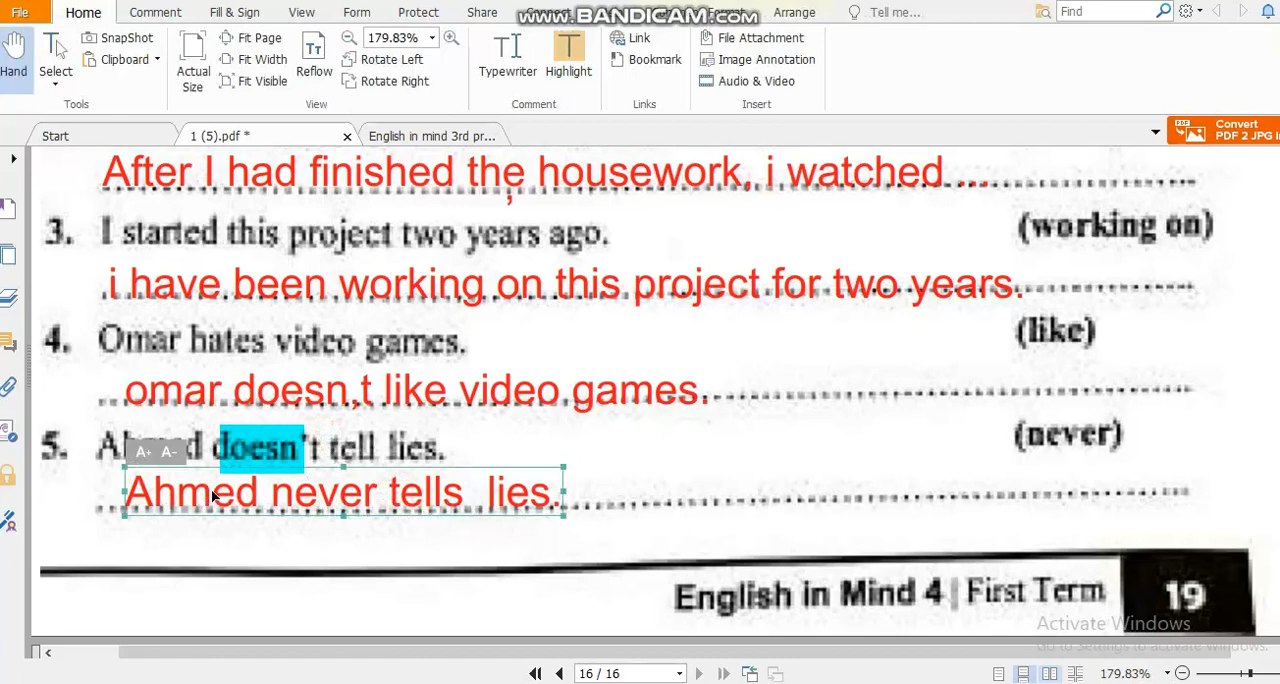 www.BANDICAM.com
File Home Comment Fill & Sign View Form Protect Share Arrange Tell me... Find
SnapShot
Clipboard
Hand Select
Tools
Actual Size
Fit Page
Fit Width
Fit Visible
Reflow
179.83%
Rotate Left
Rotate Right
View
Typewriter Highlight
Comment
Link
Bookmark
Links
File Attachment
Image Annotation
Audio & Video
Insert
Start 1 (5).pdf * English in mind 3rd pr...
Convert
PDF 2 JPG I
After I had finished the, housework, i watched ...
3. I started this project two years ago. (working on)
i have been working on this project for two years.
4. Omar hates video games. (like)
omar doesn,t like video games.
5. doesn't tell lies. (never)
A+ A-
Ahmed never tells lies.
English in Mind 4 | First Term 19
Activate Windows
Go to Settings to activate Windows.
16 / 16 179.83%